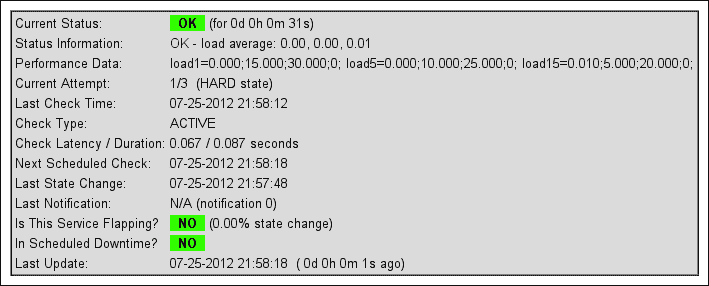 Current Status: OK (for 0d 0h 0m 31s)
Status Information: OK - load average: 0.00, 0.00, 0.01
Performance Data: load1=0.000;15.000;30.000;0; load5=0.000;10.000;25.000;0; load15=0.010;5.000;20.000;0;
Current Attempt: 1/3 (HARD state)
Last Check Time: 07-25-2012 21:58:12
Check Type: ACTIVE
Check Latency / Duration: 0.067 / 0.087 seconds
Next Scheduled Check: 07-25-2012 21:58:18
Last State Change: 07-25-2012 21:57:48
Last Notification: N/A (notification 0)
Is This Service Flapping? NO (0.00% state change)
In Scheduled Downtime? NO
Last Update: 07-25-2012 21:58:18 ( 0d 0h 0m 1s ago)